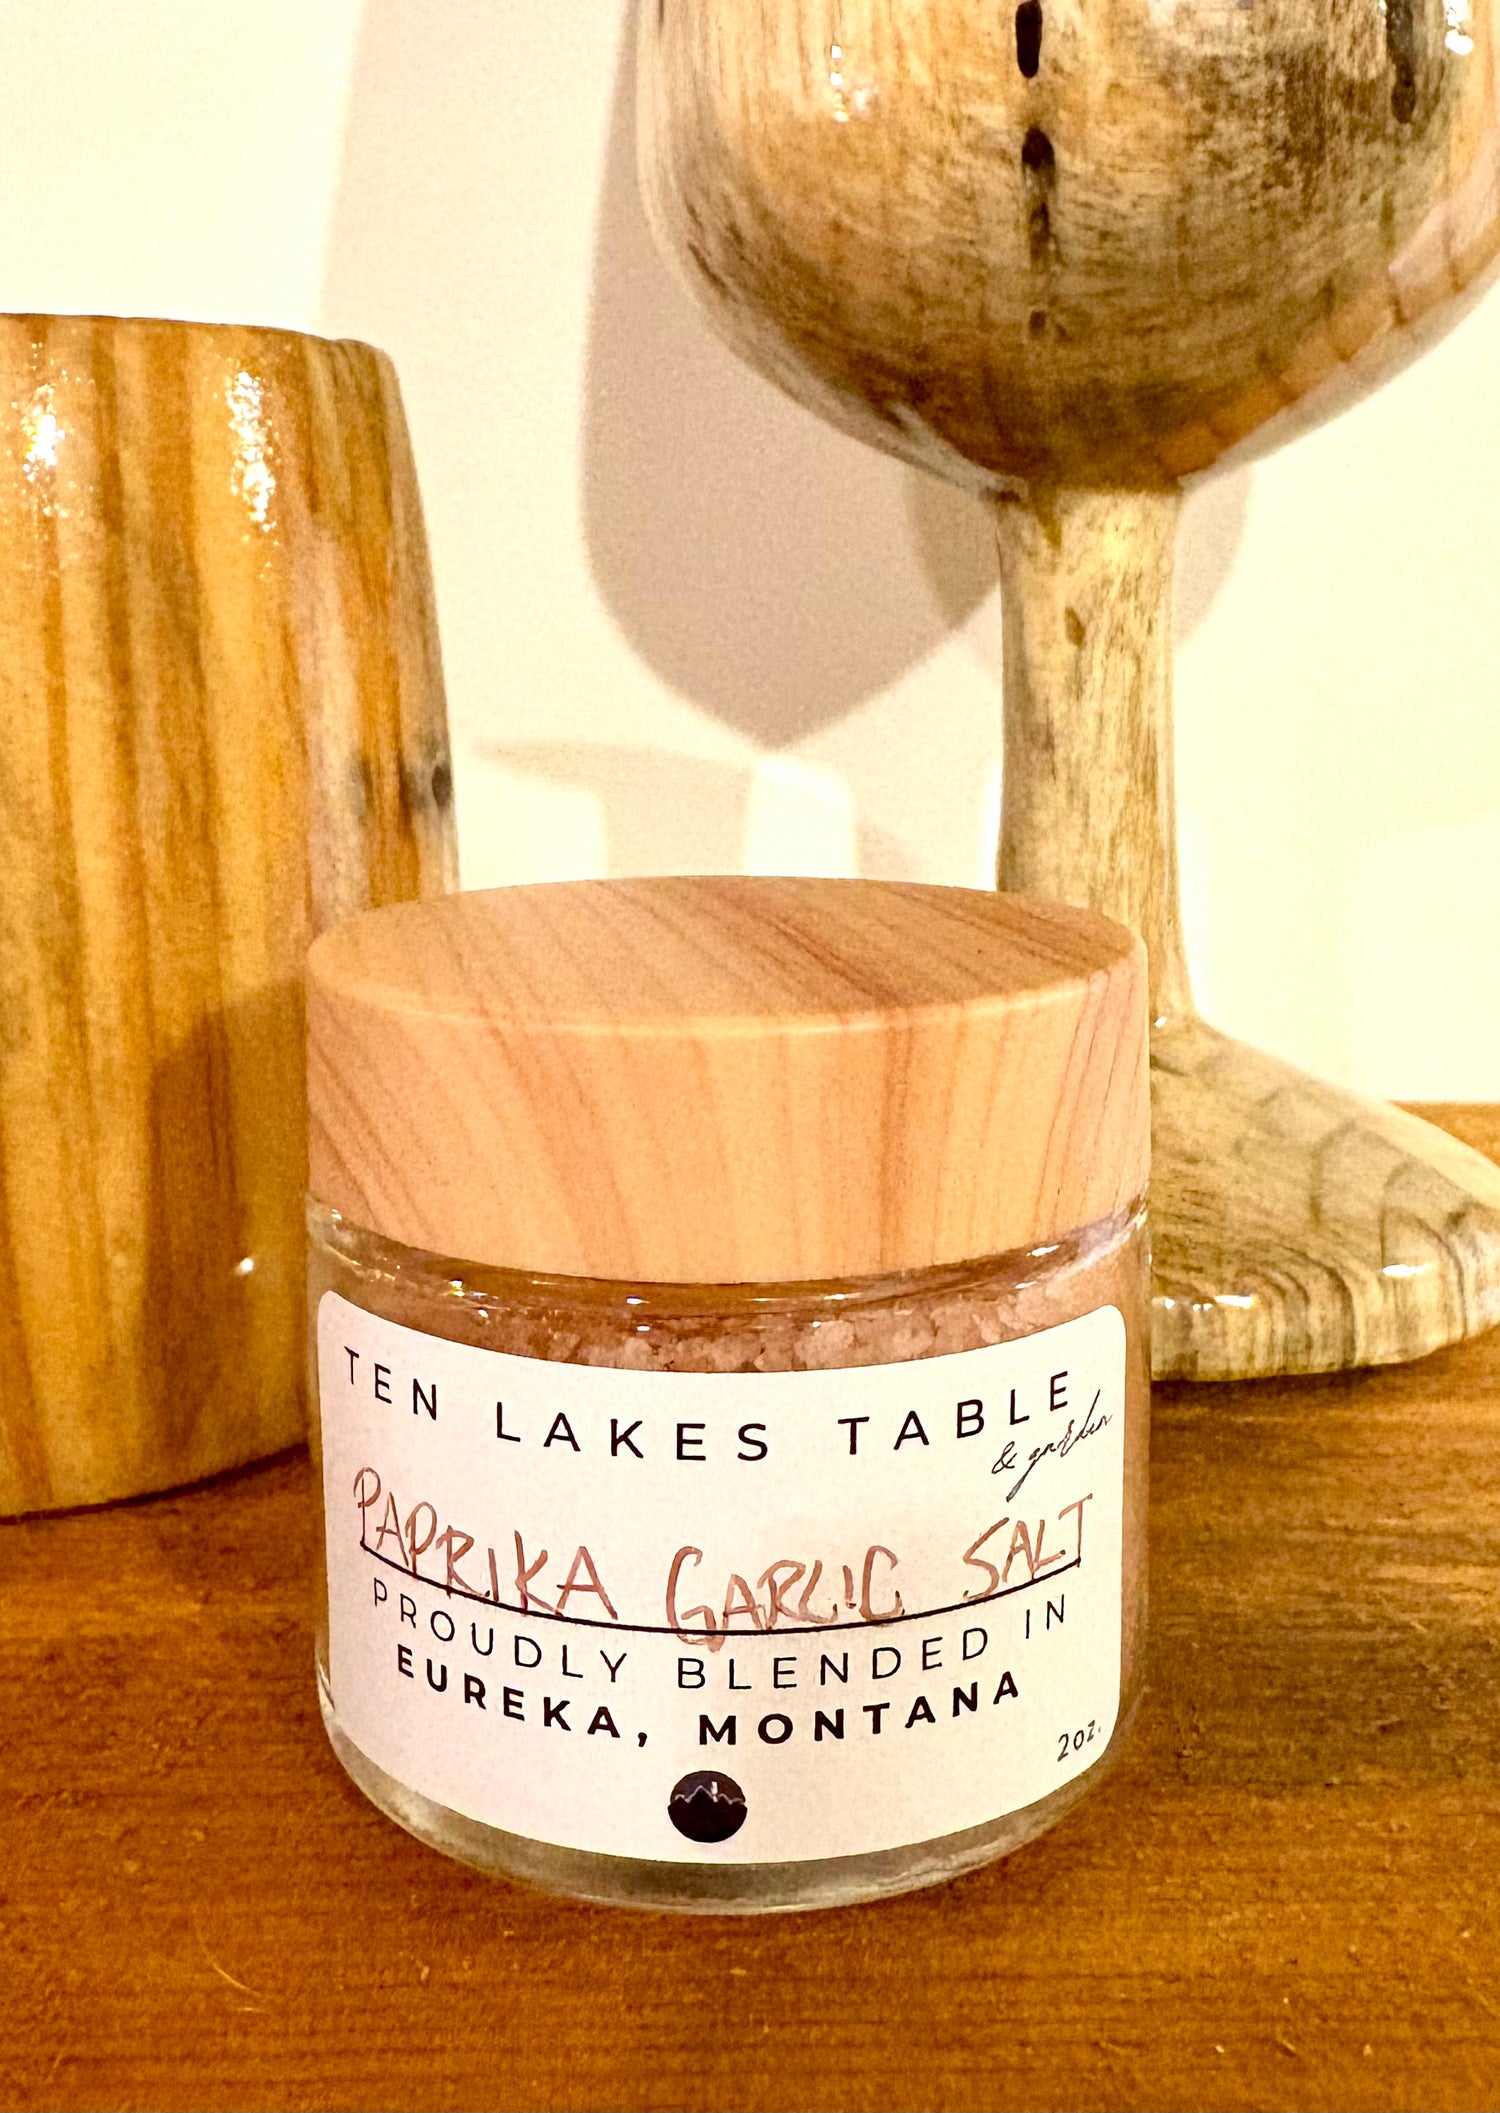 TEN LAKES TABLE
& garden
PAPRIKA GARLIC SALT
PROUDLY BLENDED IN
EUREKA, MONTANA
2oz.